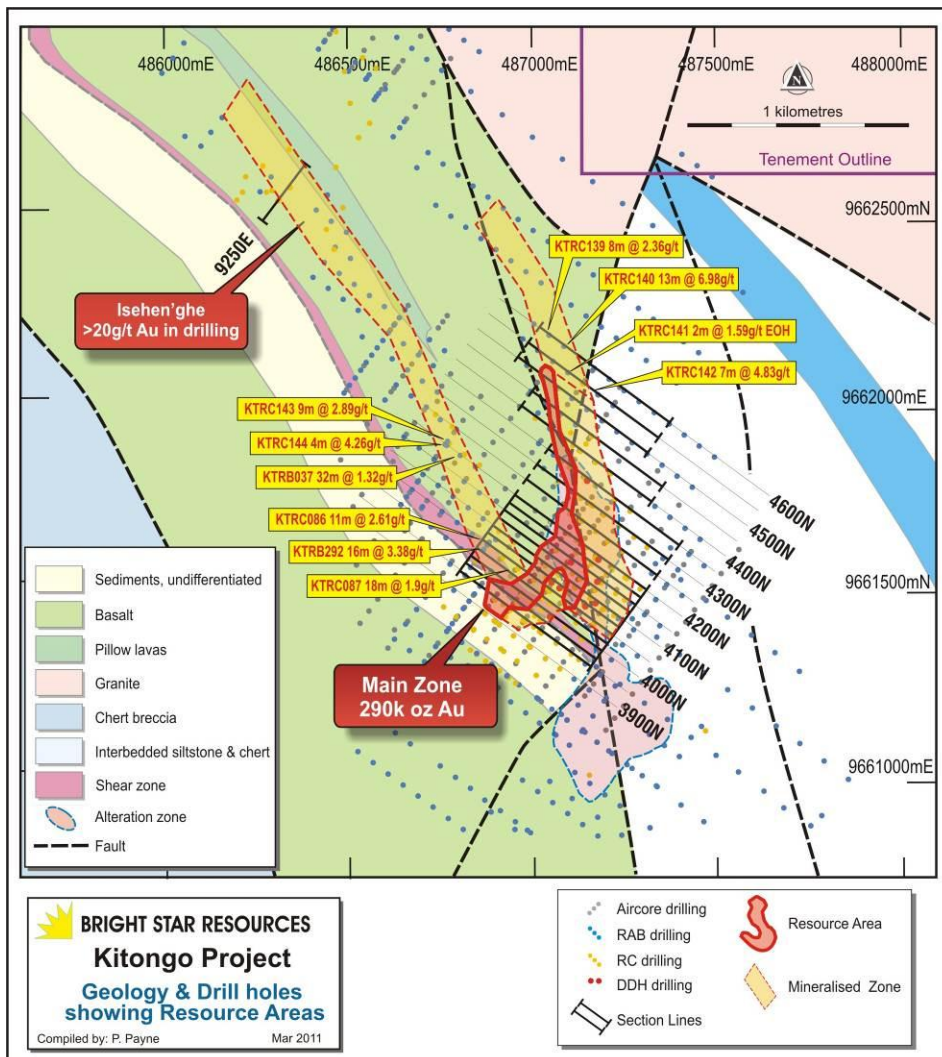 486000mE
486500mE
487000mE
487500mE
488000mE
N
1 kilometres
Tenement Outline
9662500mN
9662000mE
9661500mN
9661000mE
9250E
Isehen'ghe
>20g/t Au in drilling
KTRC139 8m @ 2.36g/t
KTRC140 13m @ 6.98g/t
KTRC141 2m @ 1.59g/t EOH
KTRC142 7m @ 4.83g/t
KTRC143 9m @ 2.89g/t
KTRC144 4m @ 4.26g/t
KTRB037 32m @ 1.32g/t
KTRC086 11m @ 2.61g/t
KTRB292 16m @ 3.38g/t
KTRC087 18m @ 1.9g/t
4600N
4500N
4400N
4300N
4200N
4100N
4000N
3900N
Main Zone
290k oz Au
Sediments, undifferentiated
Basalt
Pillow lavas
Granite
Chert breccia
Interbedded siltstone & chert
Shear zone
Alteration zone
Fault
BRIGHT STAR RESOURCES
Kitongo Project
Geology & Drill holes
showing Resource Areas
Compiled by: P. Payne
Mar 2011
Aircore drilling
RAB drilling
RC drilling
DDH drilling
Section Lines
Resource Area
Mineralised Zone